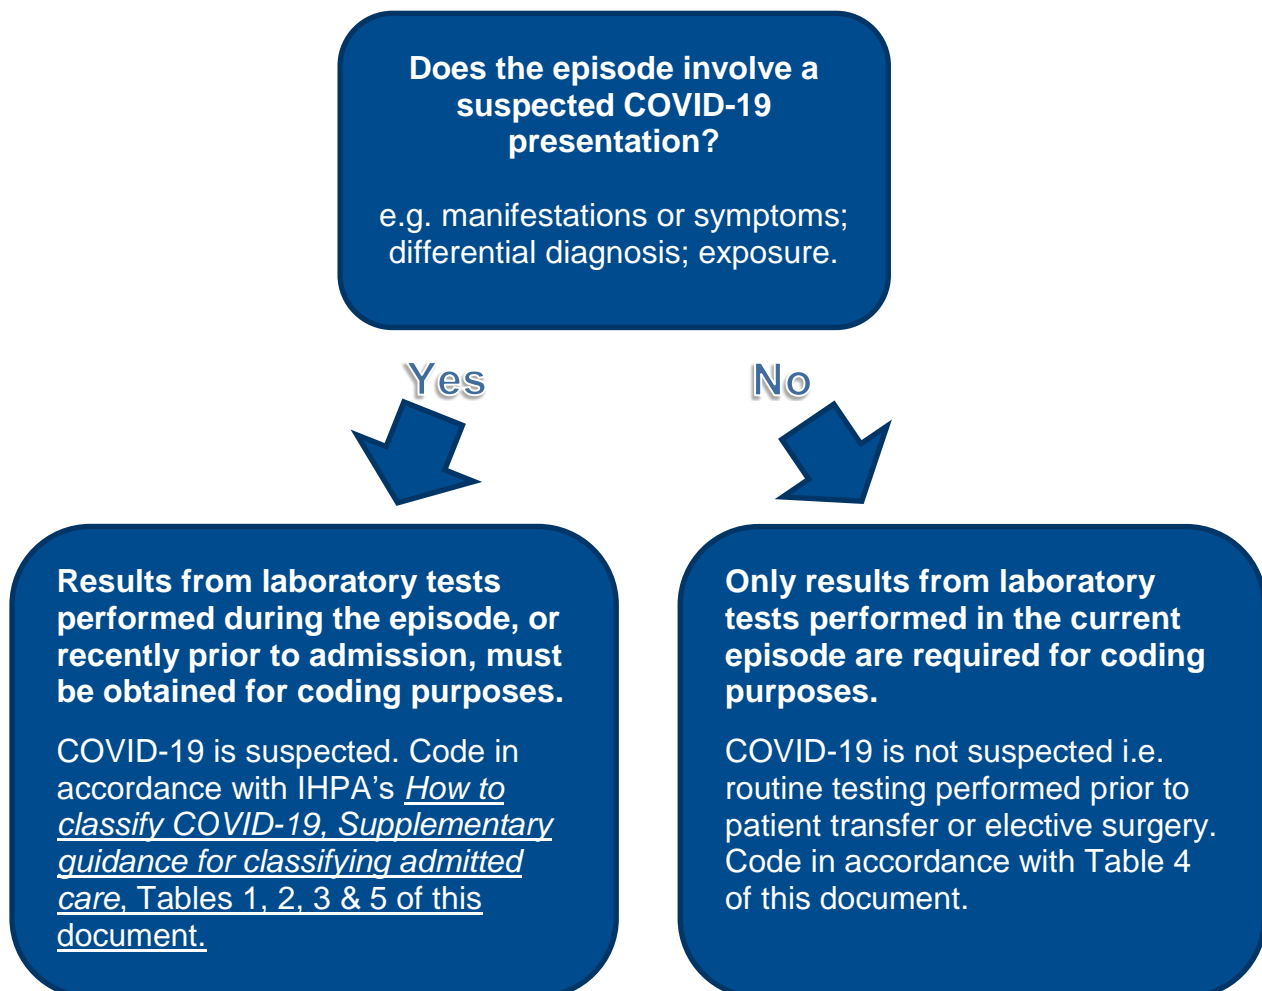 Does the episode involve a
suspected COVID-19
presentation?
e.g. manifestations or symptoms;
differential diagnosis; exposure.
Yes
No
Results from laboratory tests
performed during the episode, or
recently prior to admission, must
be obtained for coding purposes.
COVID-19 is suspected. Code in
accordance with IHPA's How to
classify COVID-19, Supplementary
guidance for classifying admitted
care, Tables 1, 2, 3 & 5 of this
document.
Only results from laboratory
tests performed in the current
episode are required for coding
purposes.
COVID-19 is not suspected i.e.
routine testing performed prior to
patient transfer or elective surgery.
Code in accordance with Table 4
of this document.